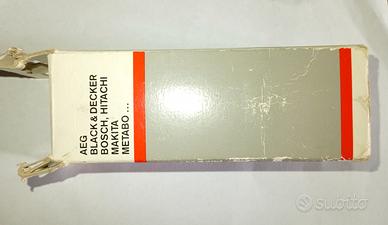 AEG
BLACK & DECKER
BOSCH, HITACHI
MAKITA
METABO ...
subito